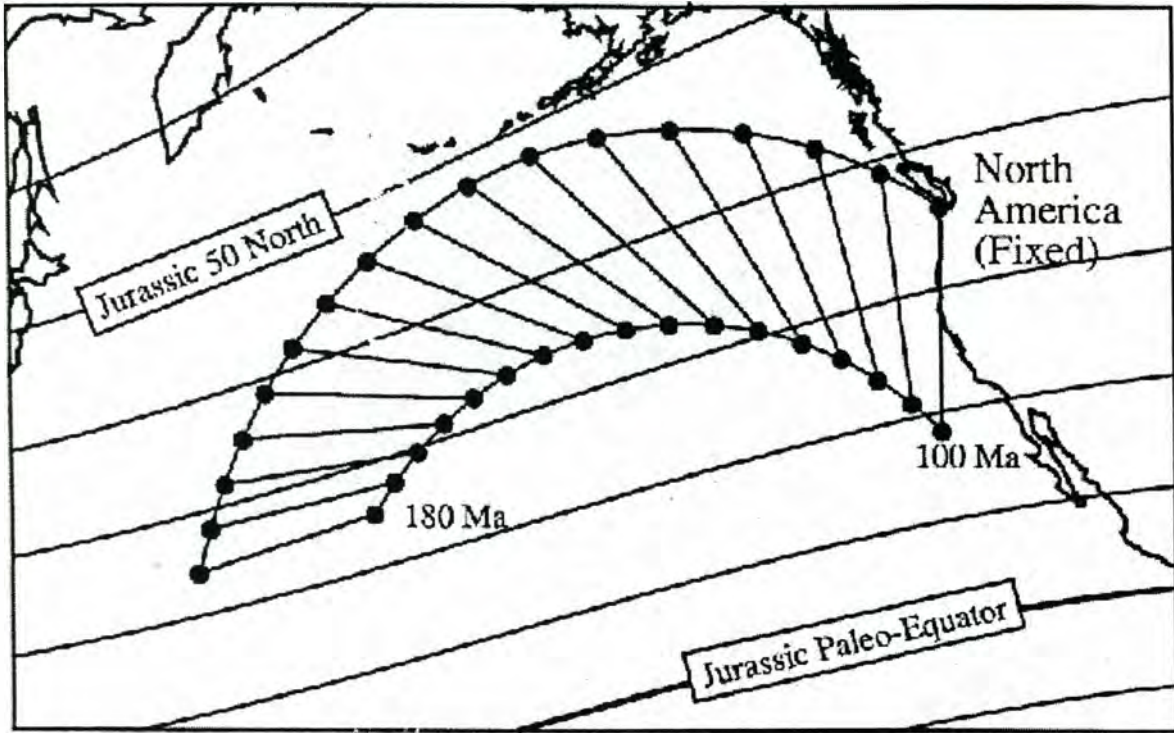 North
America
(Fixed)
Jurassic 50 North
100 Ma
180 Ma
Jurassic Paleo-Equator